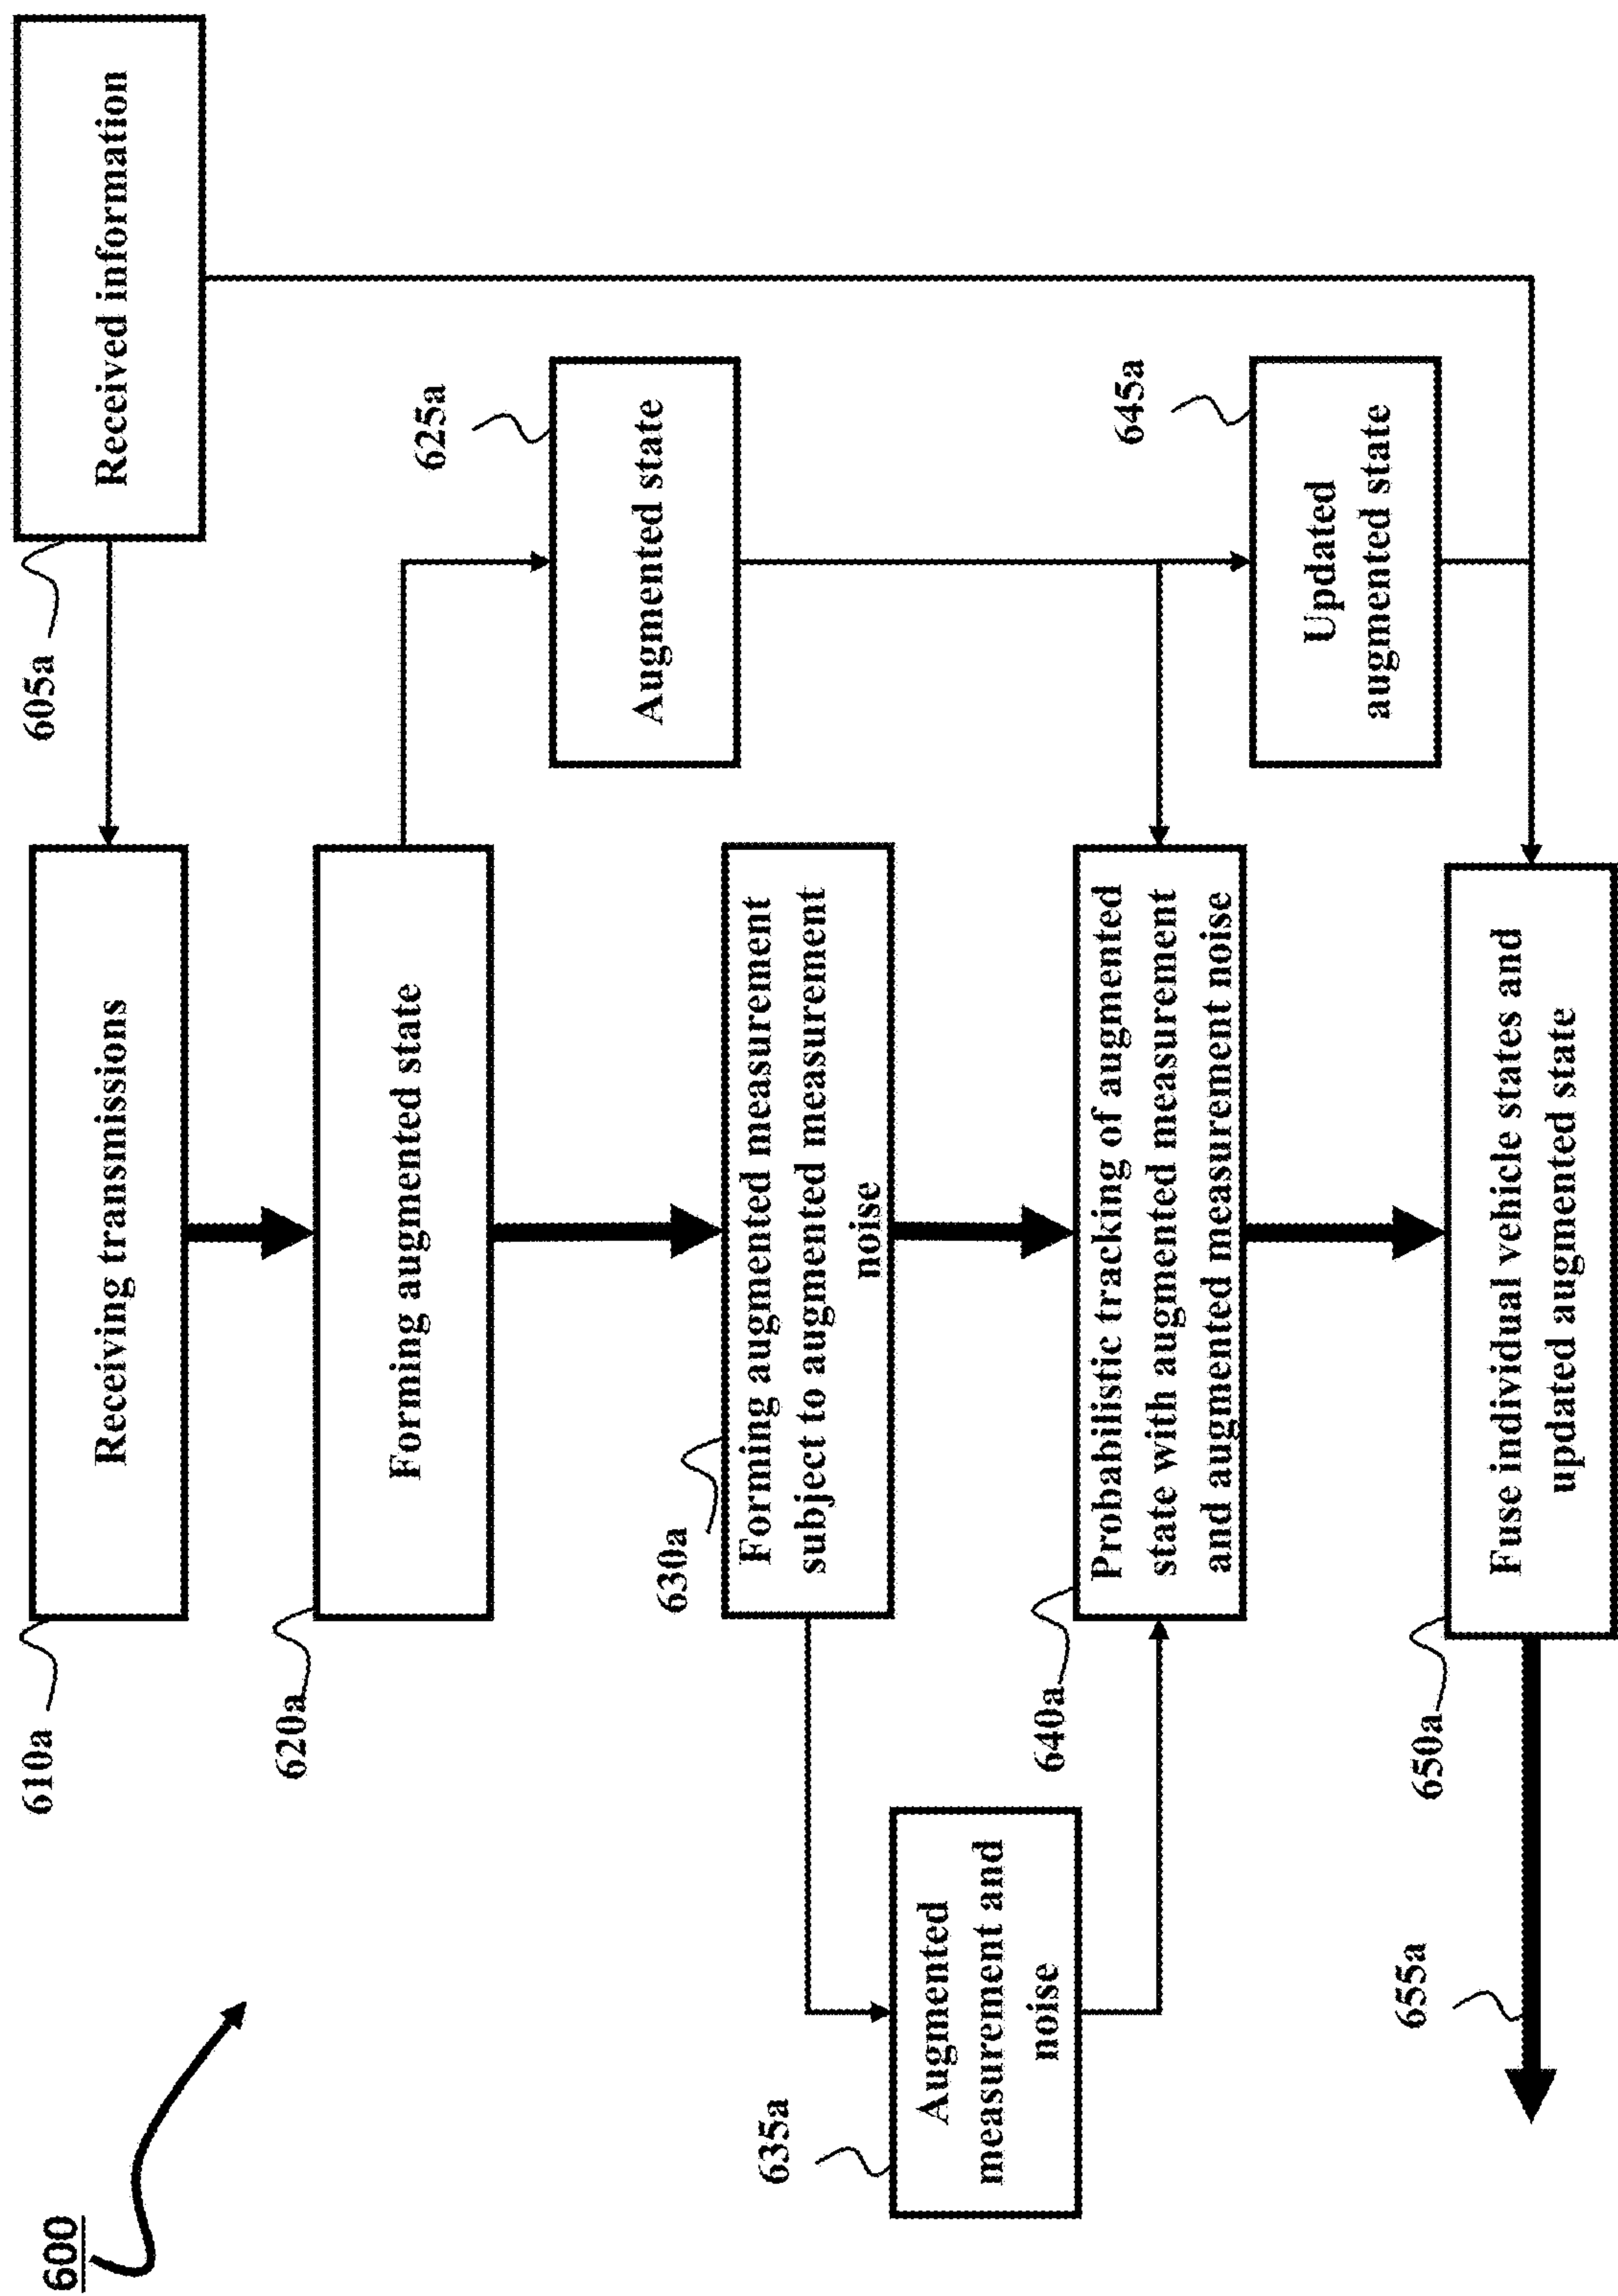 600
605a
Received information
610a
Receiving transmissions
620a
Forming augmented state
625a
Augmented state
630a
Forming augmented measurement
subject to augmented measurement
noise
635a
Augmented
measurement and
noise
640a
Probabilistic tracking of augmented
state with augmented measurement
and augmented measurement noise
645a
Updated
augmented state
650a
Fuse individual vehicle states and
updated augmented state
655a